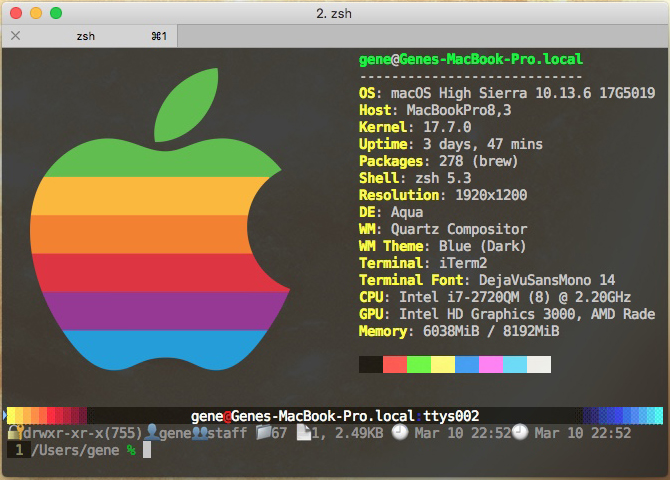 2. zsh
zsh ⌘1
gene@Genes-MacBook-Pro.local
----------------------------
OS: macOS High Sierra 10.13.6 17G5019
Host: MacBookPro8,3
Kernel: 17.7.0
Uptime: 3 days, 47 mins
Packages: 278 (brew)
Shell: zsh 5.3
Resolution: 1920x1200
DE: Aqua
WM: Quartz Compositor
WM Theme: Blue (Dark)
Terminal: iTerm2
Terminal Font: DejaVuSansMono 14
CPU: Intel i7-2720QM (8) @ 2.20GHz
GPU: Intel HD Graphics 3000, AMD Rade
Memory: 6038MiB / 8192MiB
gene@Genes-MacBook-Pro.local:ttys002
drwxr-xr-x(755) gene staff 67 1, 2.49KB Mar 10 22:52 Mar 10 22:52
1 /Users/gene %